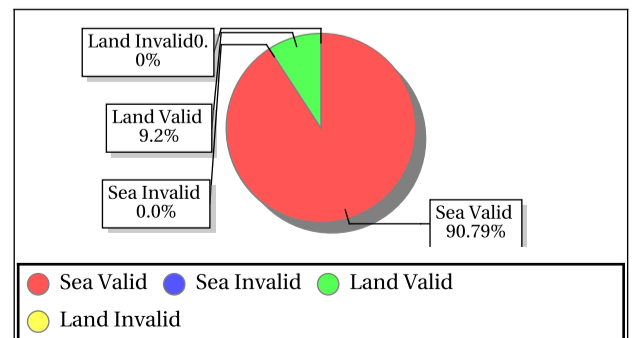 Land Invalid0.
0%
Land Valid
9.2%
Sea Invalid
0.0%
Sea Valid
90.79%
Sea Valid Sea Invalid Land Valid
Land Invalid